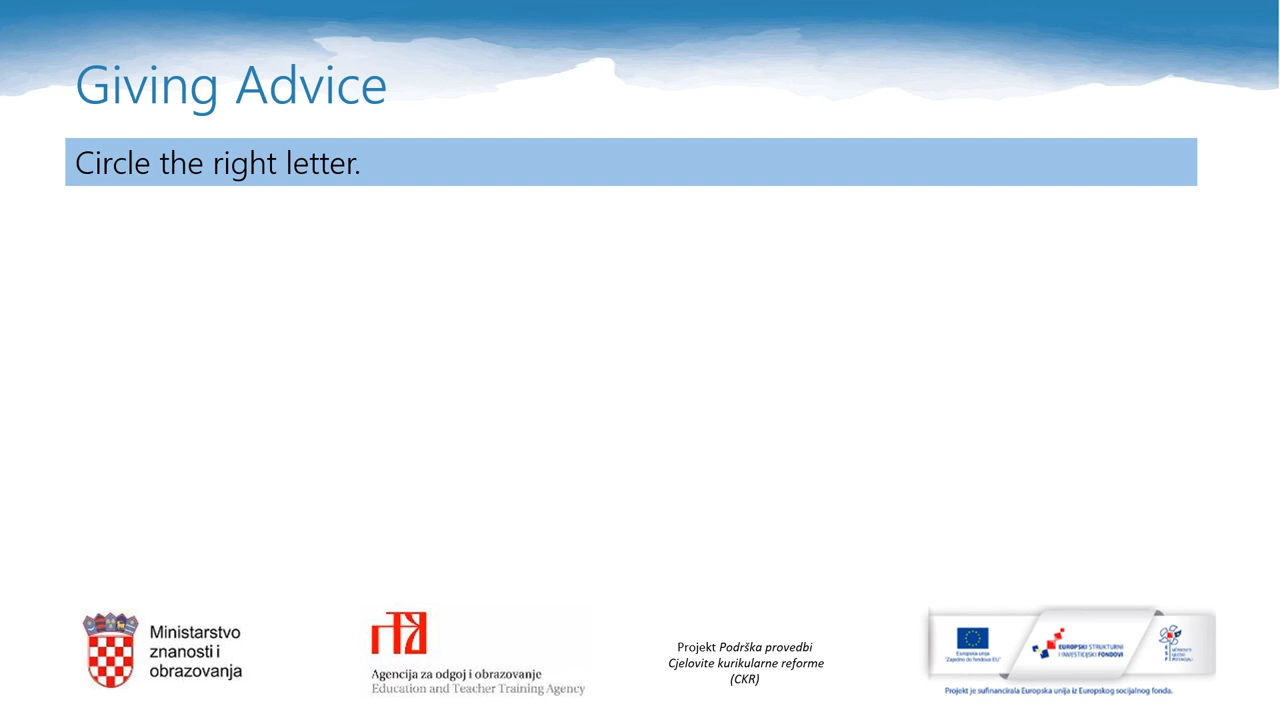 Giving Advice
Circle the right letter.
Ministarstvo
znanosti i
obrazovanja
Agencija za odgoj i obrazovanje
Education and Teacher Training Agency
Projekt Podrška provedbi
Cjelovite kurikularne reforme
(CKR)
Europska unija
"Zajedno do fondova EU"
EUROPSKI STRUKTURNI
I INVESTICIJSKI FONDOVI
Projekt je sufinancirala Europska unija iz Europskog socijalnog fonda.